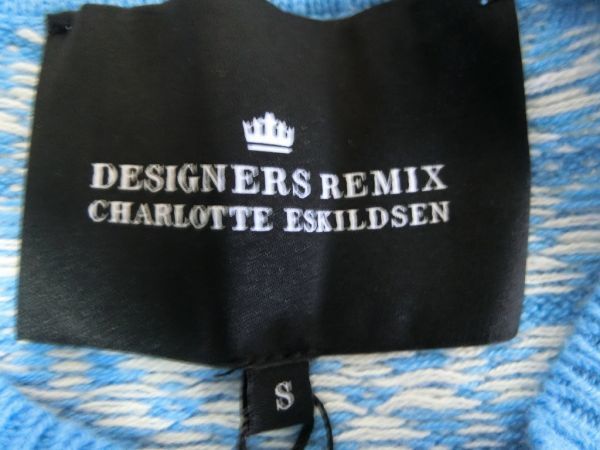 DESIGNERS REMIX
CHARLOTTE ESKILDSEN
S